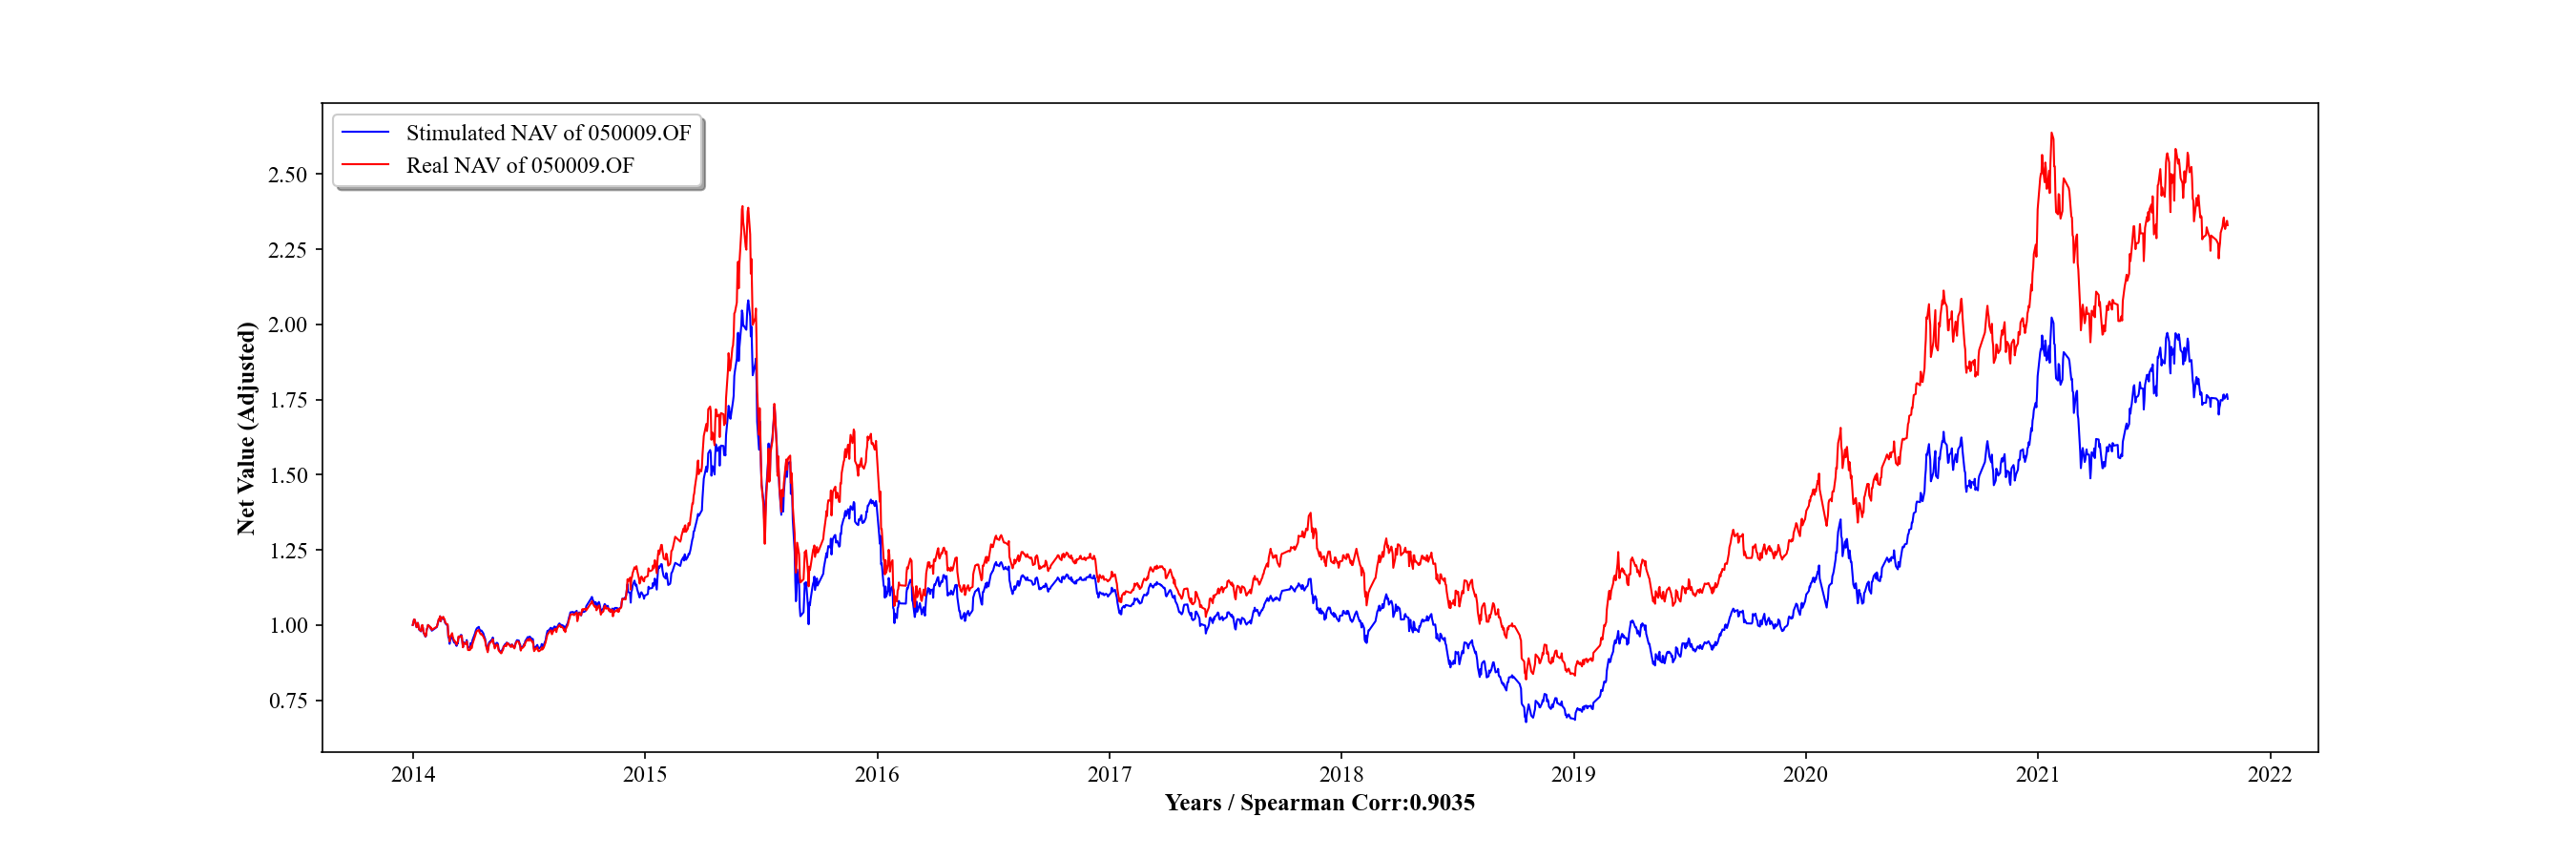 Stimulated NAV of 050009.OF
Real NAV of 050009.OF
2.50
2.25
2.00
1.75
1.50
1.25
1.00
0.75
Net Value (Adjusted)
2014 2015 2016 2017 2018 2019 2020 2021 2022
Years / Spearman Corr:0.9035